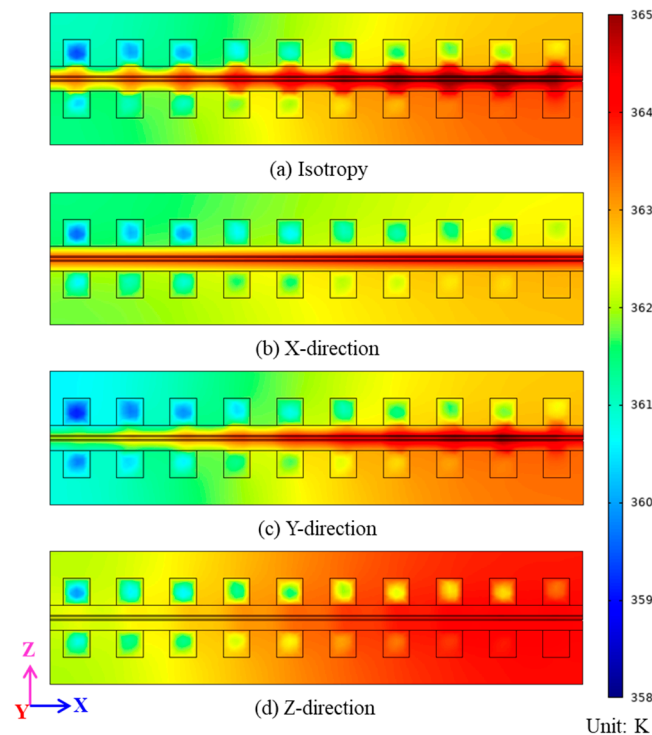 365
364
363
362
361
360
359
358
Unit: K
(a) Isotropy
(b) X-direction
(c) Y-direction
(d) Z-direction
Z
Y
X